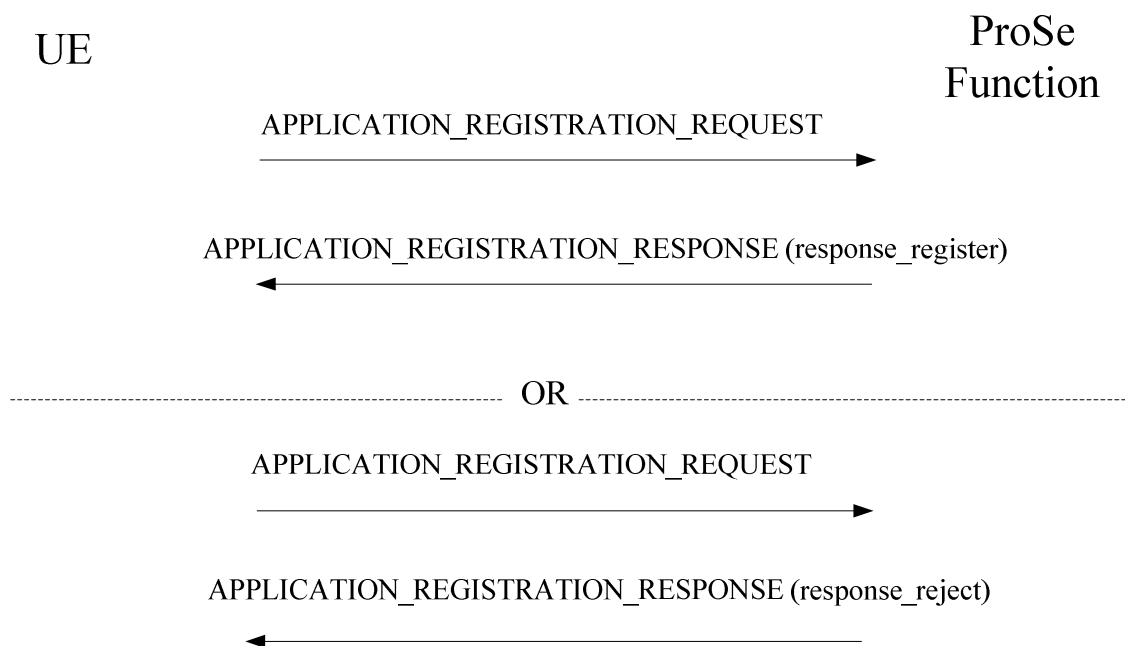 UE
ProSe
Function
APPLICATION_REGISTRATION_REQUEST
APPLICATION_REGISTRATION_RESPONSE (response_register)
OR
APPLICATION_REGISTRATION_REQUEST
APPLICATION_REGISTRATION_RESPONSE (response_reject)